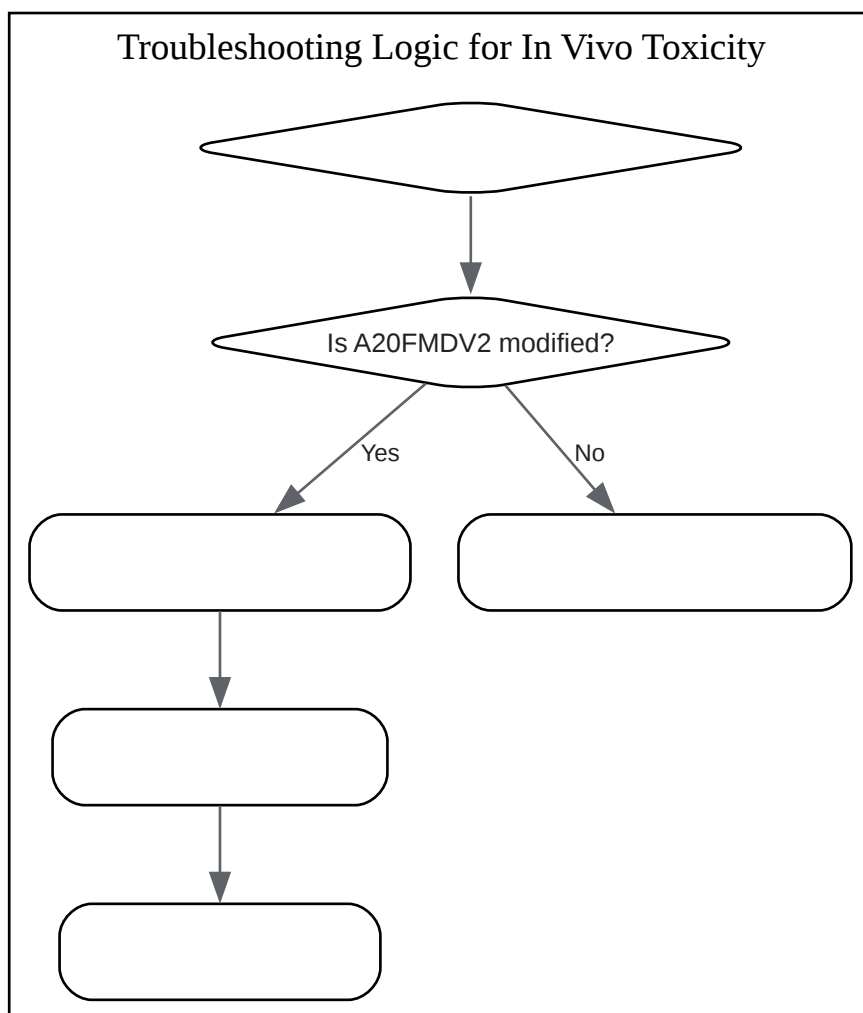 Troubleshooting Logic for In Vivo Toxicity
Is A20FMDV2 modified?
Yes
No